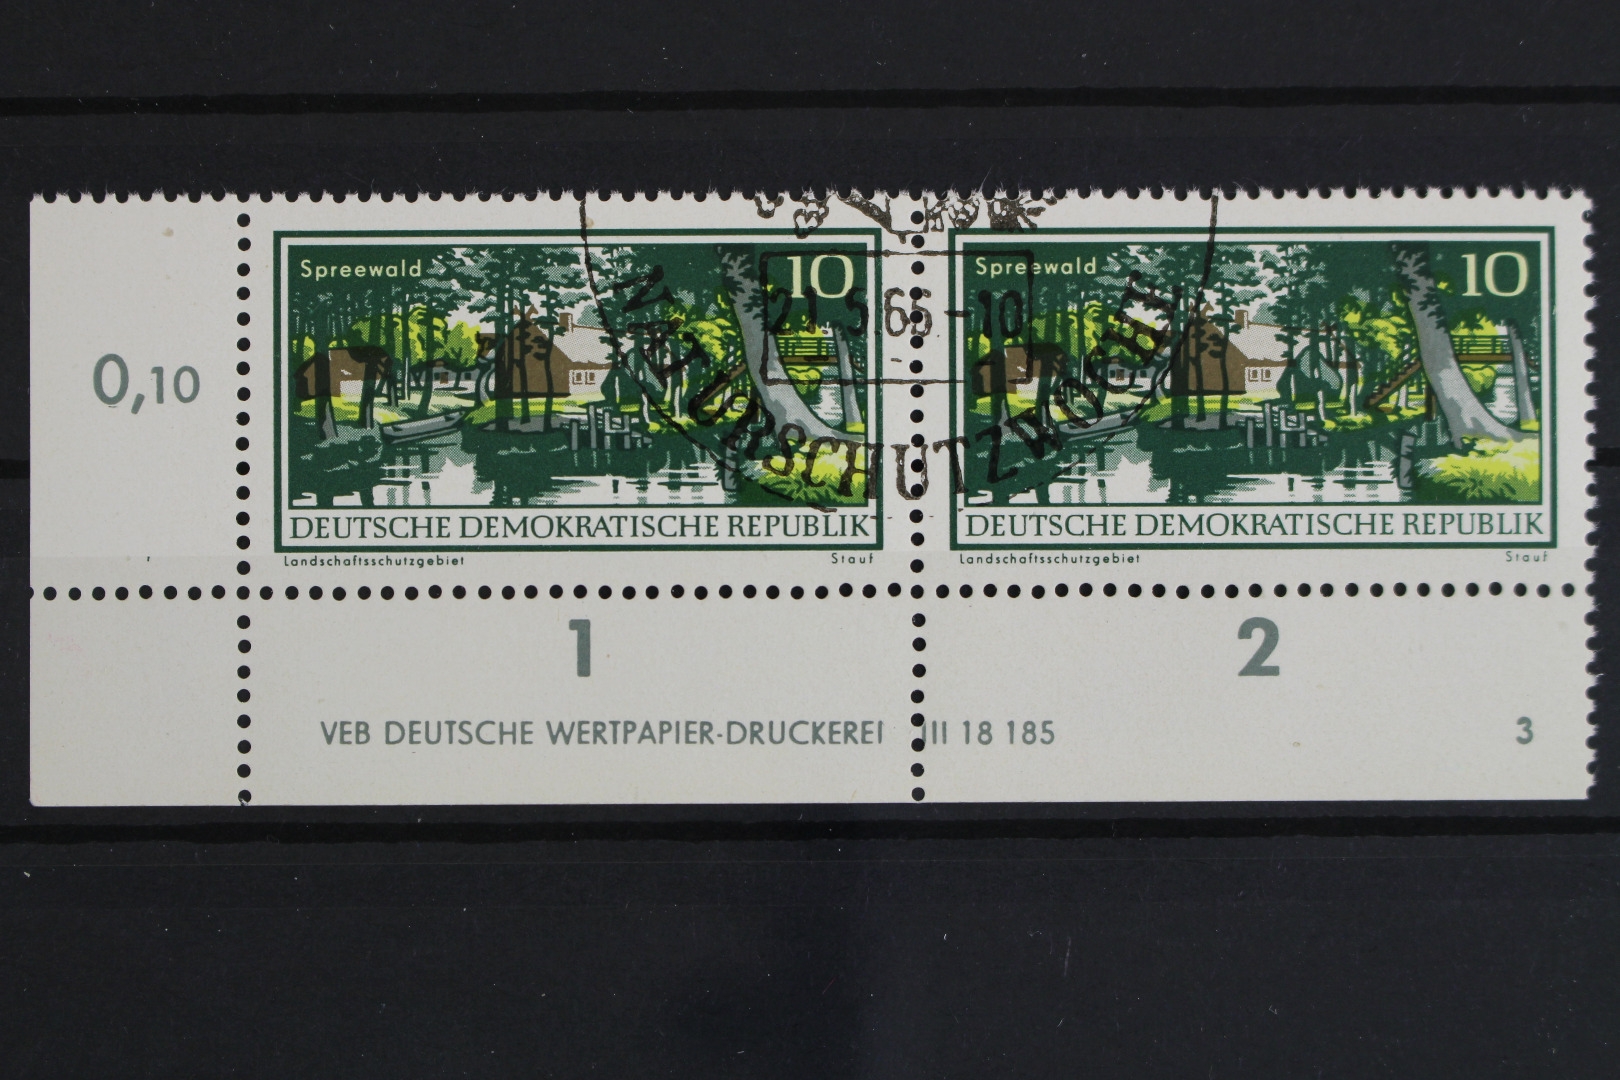 Spreewald 10
Spreewald 10
21.5.66-10
0,10
NATURSCHUTZWOCHE
DEUTSCHE DEMOKRATISCHE REPUBLIK
DEUTSCHE DEMOKRATISCHE REPUBLIK
Landschaftsschutzgebiet Stauf
Landschaftsschutzgebiet Stauf
1 2
VEB DEUTSCHE WERTPAPIER-DRUCKEREI III 18 185 3